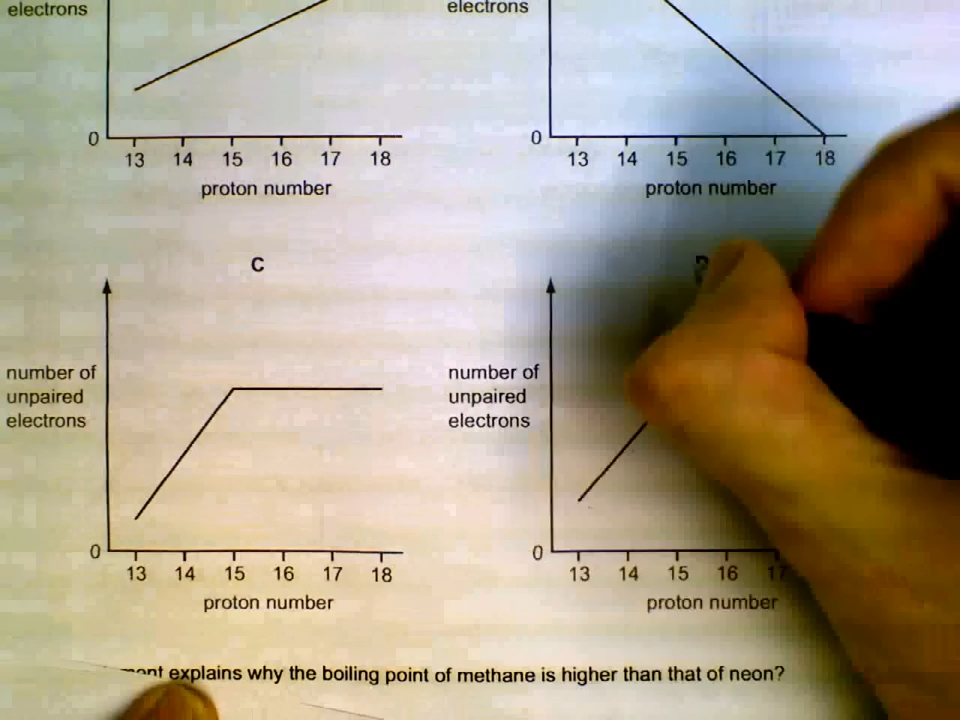 electrons
electrons
0
13 14 15 16 17 18
proton number
0
13 14 15 16 17 18
proton number
C
number of
unpaired
electrons
0
13 14 15 16 17 18
proton number
number of
unpaired
electrons
0
13 14 15 16 17
proton number
explains why the boiling point of methane is higher than that of neon?